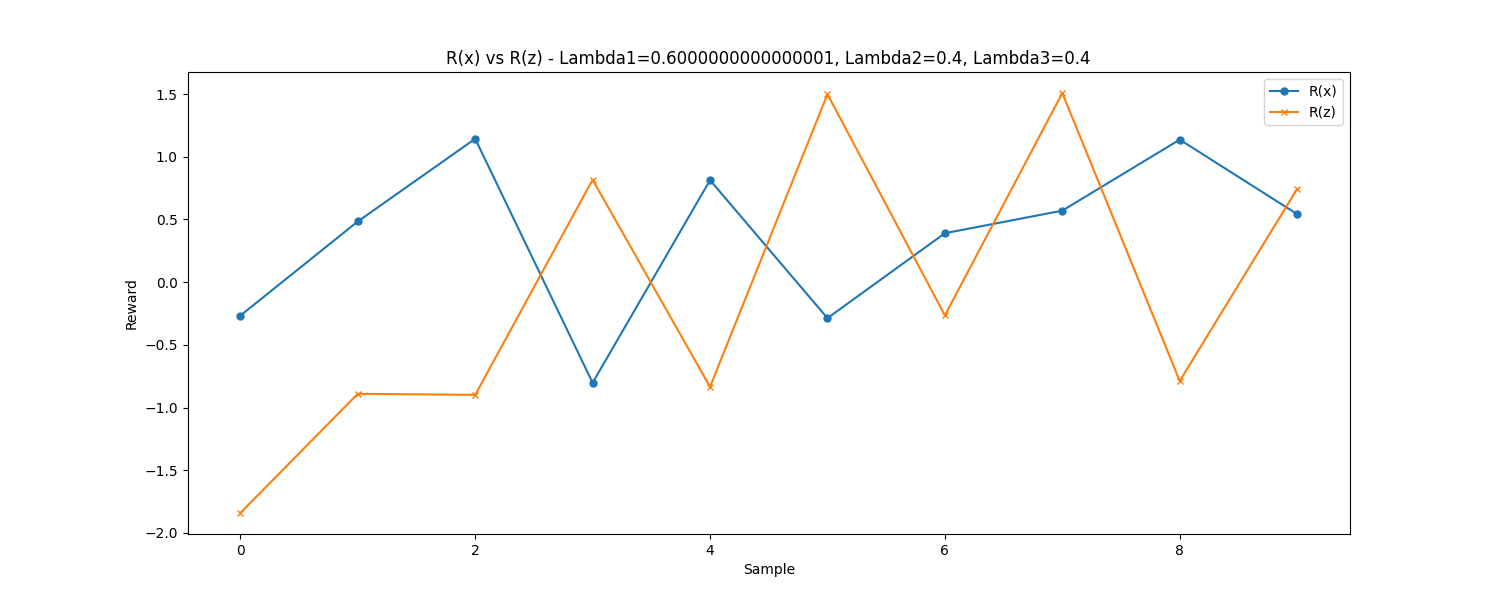 R(x) vs R(z) - Lambda1=0.6000000000000001, Lambda2=0.4, Lambda3=0.4
R(x)
R(z)
1.5
1.0
0.5
0.0
−0.5
−1.0
−1.5
−2.0
Reward
0 2 4 6 8
Sample